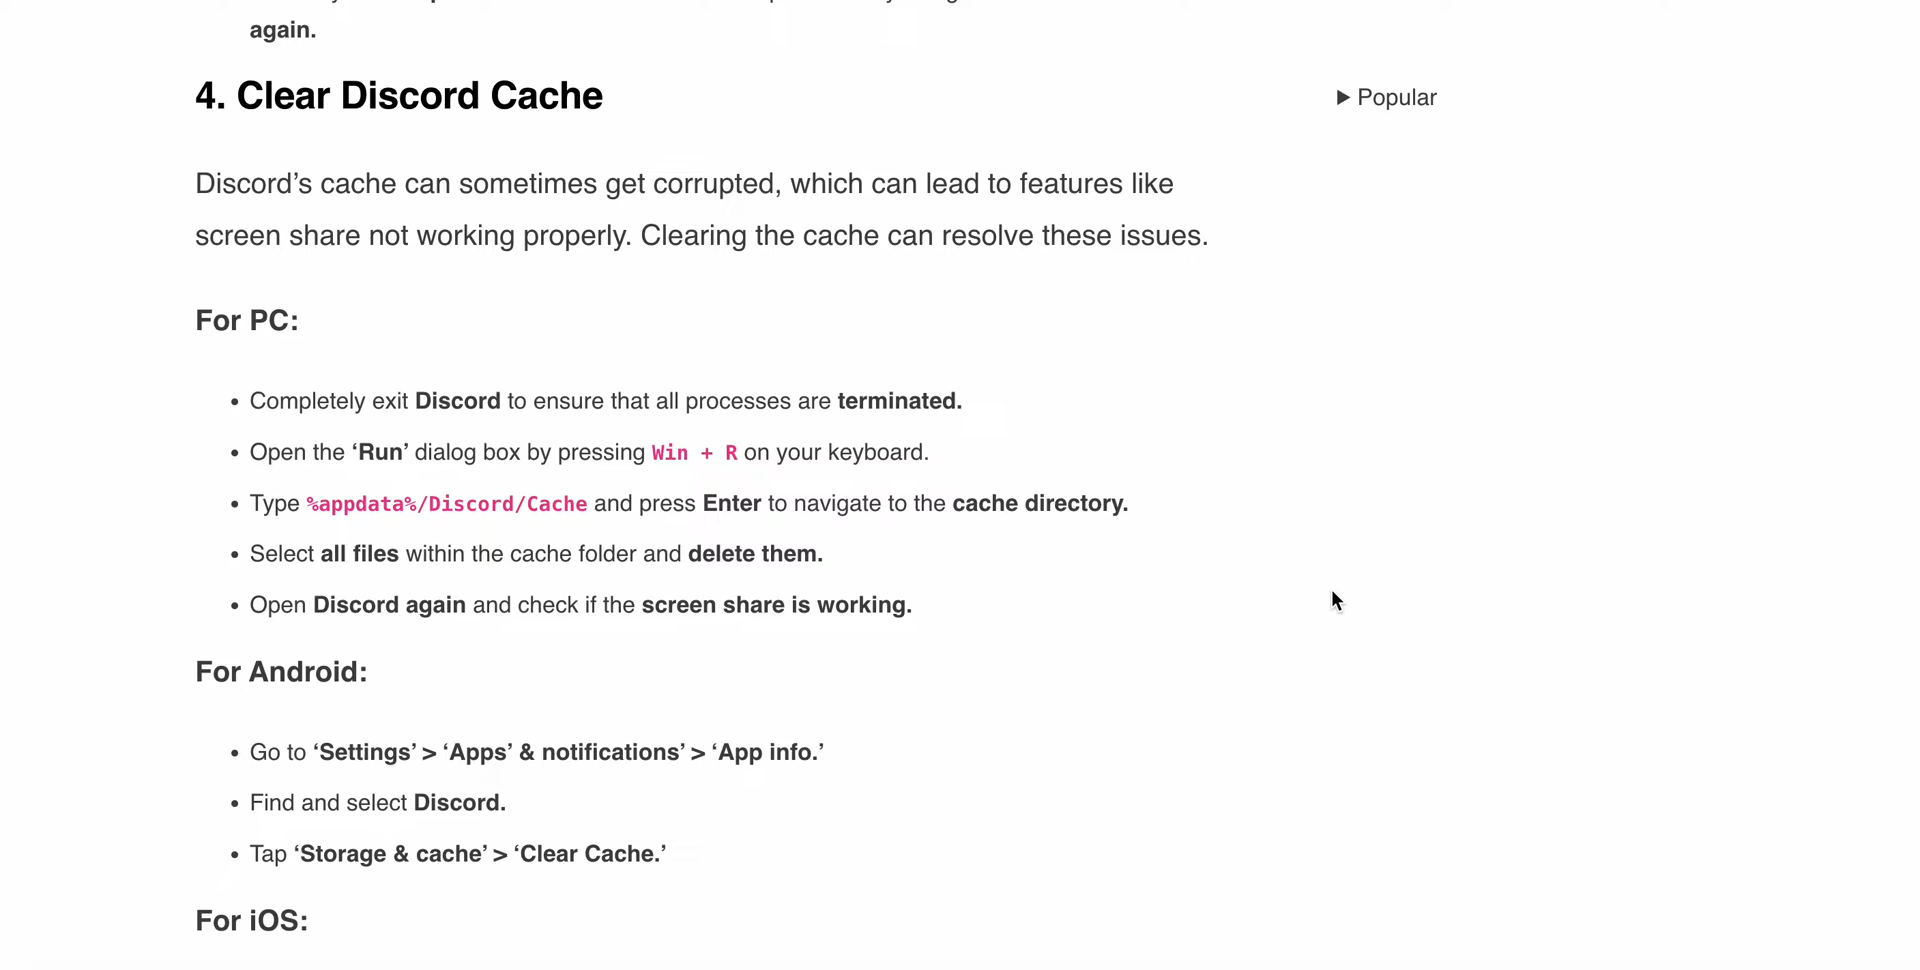 again.
4. Clear Discord Cache
▶ Popular
Discord’s cache can sometimes get corrupted, which can lead to features like
screen share not working properly. Clearing the cache can resolve these issues.
For PC:
• Completely exit Discord to ensure that all processes are terminated.
• Open the ‘Run’ dialog box by pressing Win + R on your keyboard.
• Type %appdata%/Discord/Cache and press Enter to navigate to the cache directory.
• Select all files within the cache folder and delete them.
• Open Discord again and check if the screen share is working.
For Android:
• Go to ‘Settings’ > ‘Apps’ & notifications’ > ‘App info.’
• Find and select Discord.
• Tap ‘Storage & cache’ > ‘Clear Cache.’
For iOS: